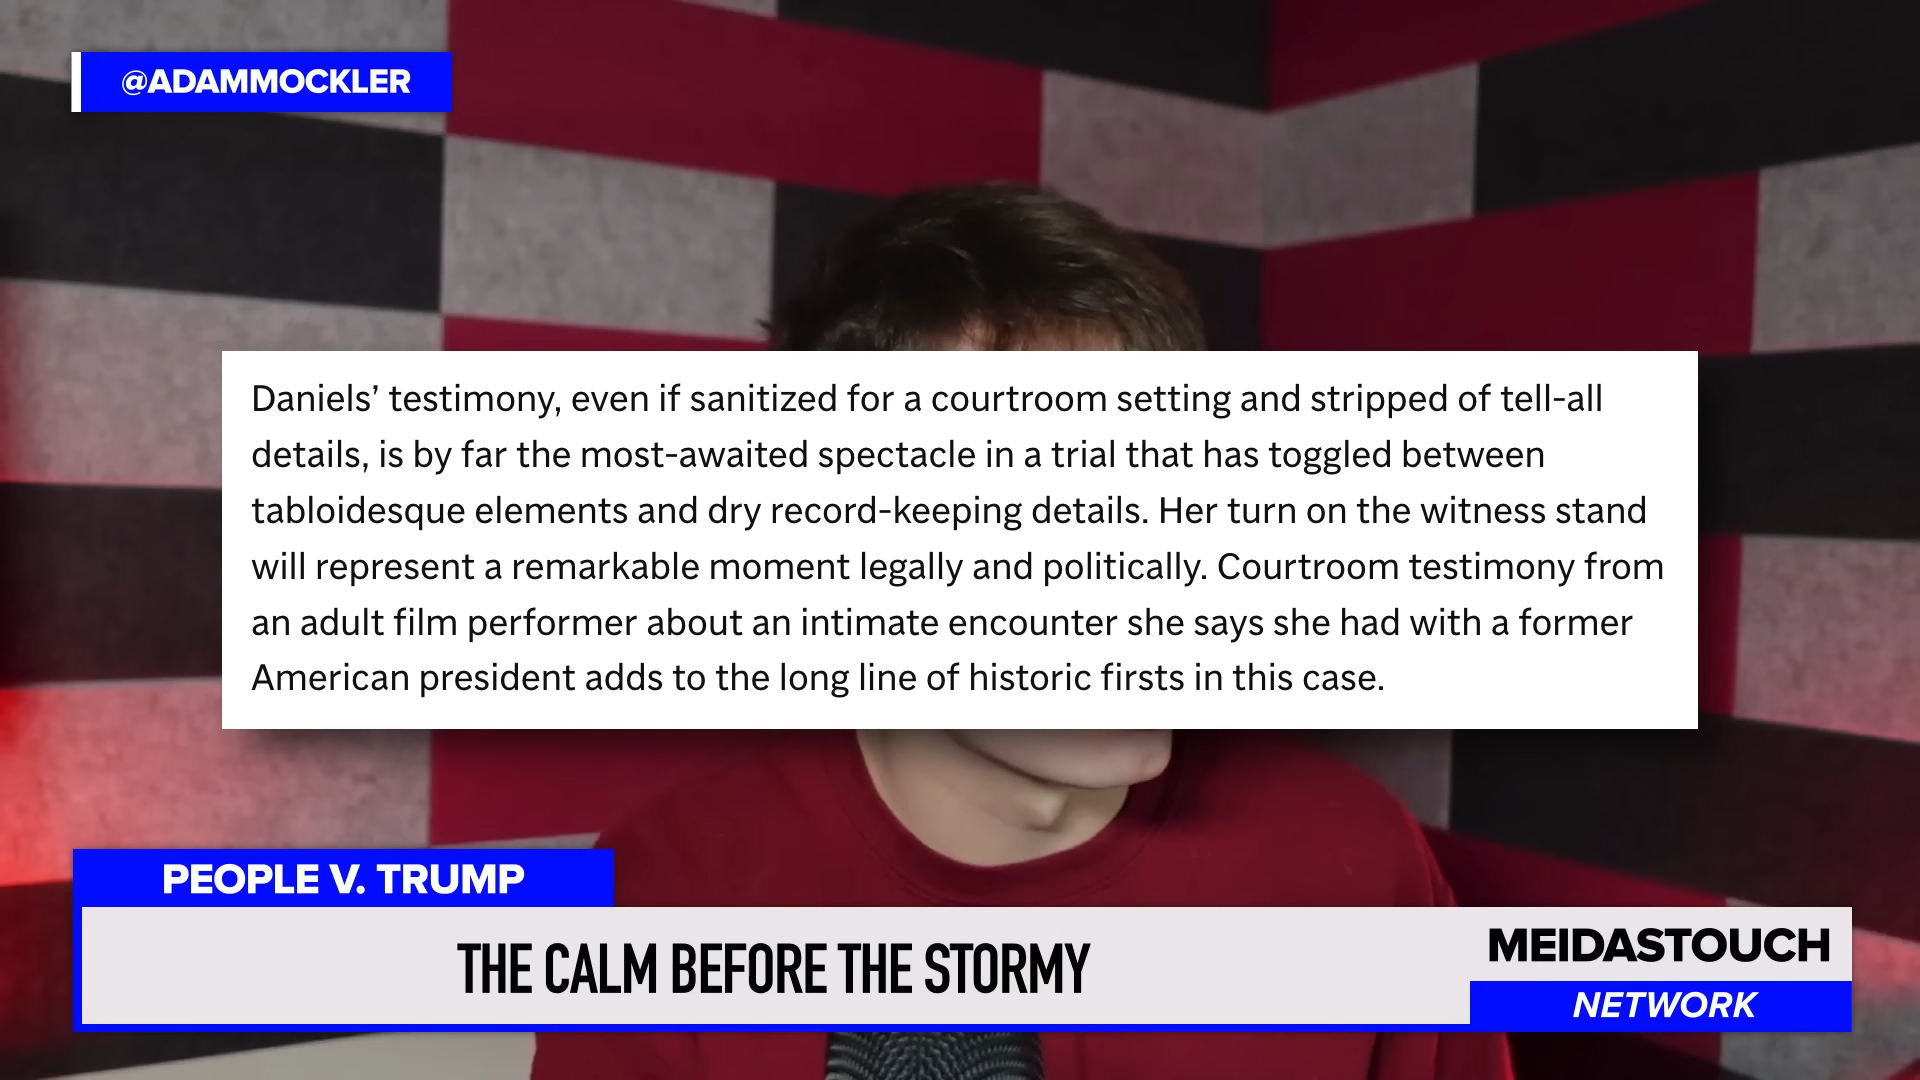 @ADAMMOCKLER
Daniels’ testimony, even if sanitized for a courtroom setting and stripped of tell-all
details, is by far the most-awaited spectacle in a trial that has toggled between
tabloidesque elements and dry record-keeping details. Her turn on the witness stand
will represent a remarkable moment legally and politically. Courtroom testimony from
an adult film performer about an intimate encounter she says she had with a former
American president adds to the long line of historic firsts in this case.
PEOPLE V. TRUMP
THE CALM BEFORE THE STORMY
MEIDASTOUCH
NETWORK